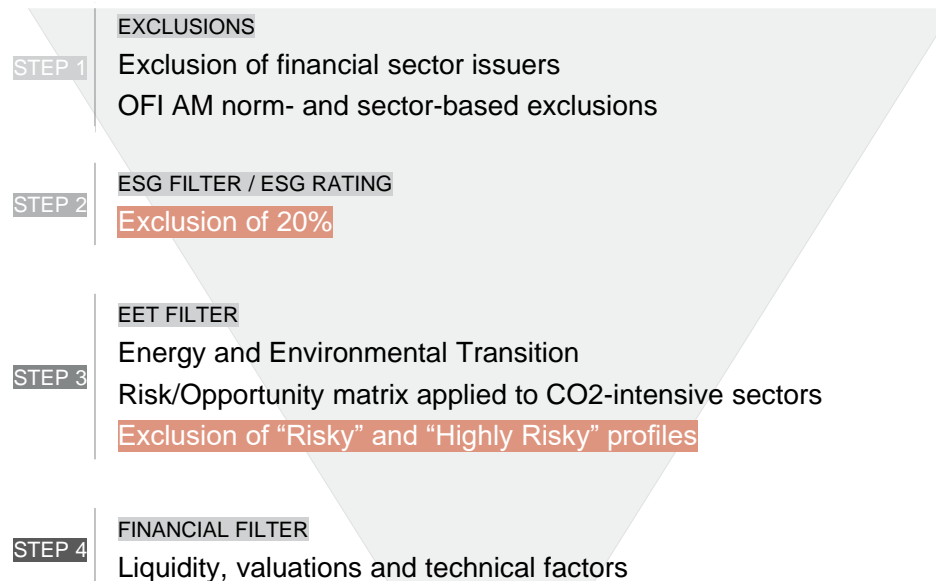 EXCLUSIONS
STEP 1
Exclusion of financial sector issuers
OFI AM norm- and sector-based exclusions
ESG FILTER / ESG RATING
STEP 2
Exclusion of 20%
EET FILTER
Energy and Environmental Transition
STEP 3
Risk/Opportunity matrix applied to CO2-intensive sectors
Exclusion of “Risky” and “Highly Risky” profiles
FINANCIAL FILTER
STEP 4
Liquidity, valuations and technical factors